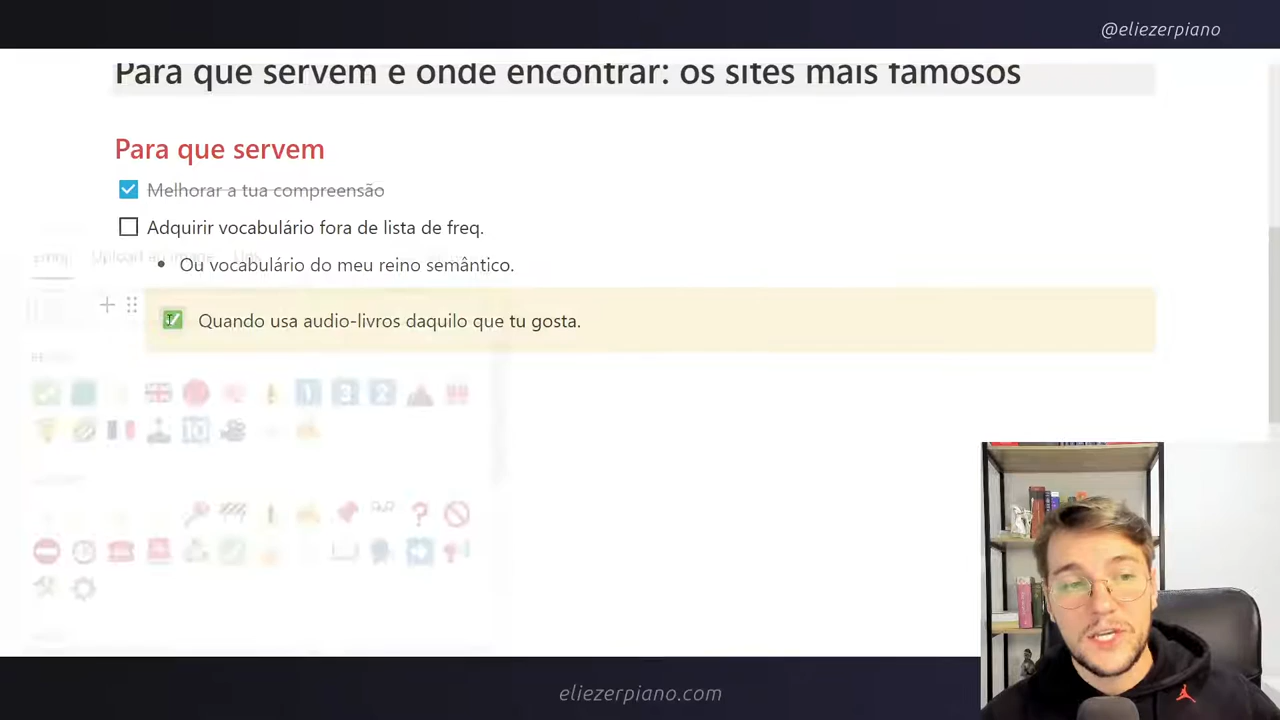 @eliezerpiano
Para que servem e onde encontrar: os sites mais famosos
Para que servem
Melhorar a tua compreensão
Adquirir vocabulário fora de lista de freq.
Ou vocabulário do meu reino semântico.
Quando usa audio-livros daquilo que tu gosta.
eliezerpiano.com